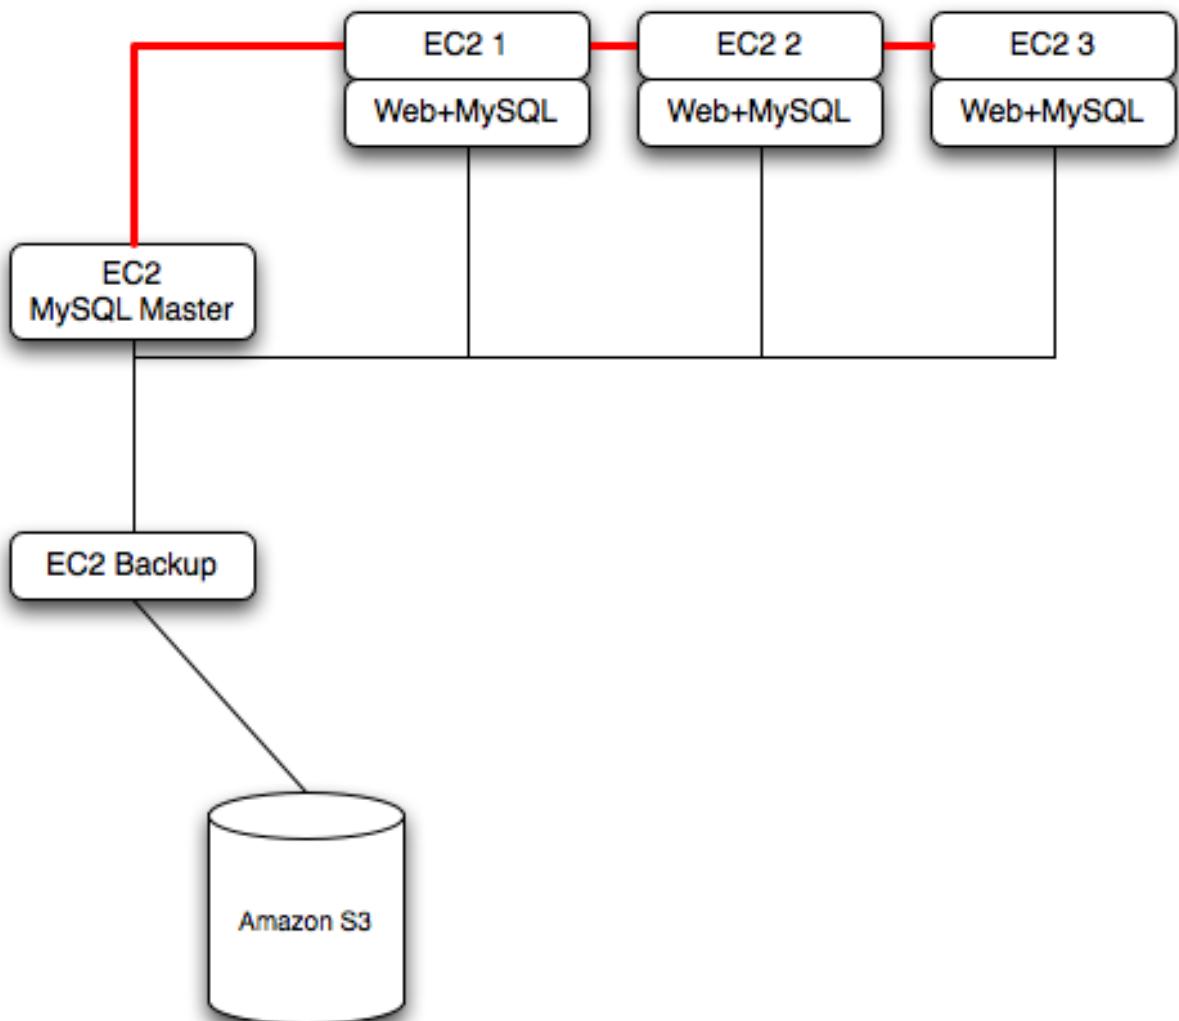 EC2 1
EC2 2
EC2 3
Web+MySQL
Web+MySQL
Web+MySQL
EC2
MySQL Master
EC2 Backup
Amazon S3